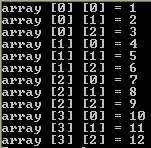 array [0] [0] = 1
array [0] [1] = 2
array [0] [2] = 3
array [1] [0] = 4
array [1] [1] = 5
array [1] [2] = 6
array [2] [0] = 7
array [2] [1] = 8
array [2] [2] = 9
array [3] [0] = 10
array [3] [1] = 11
array [3] [2] = 12